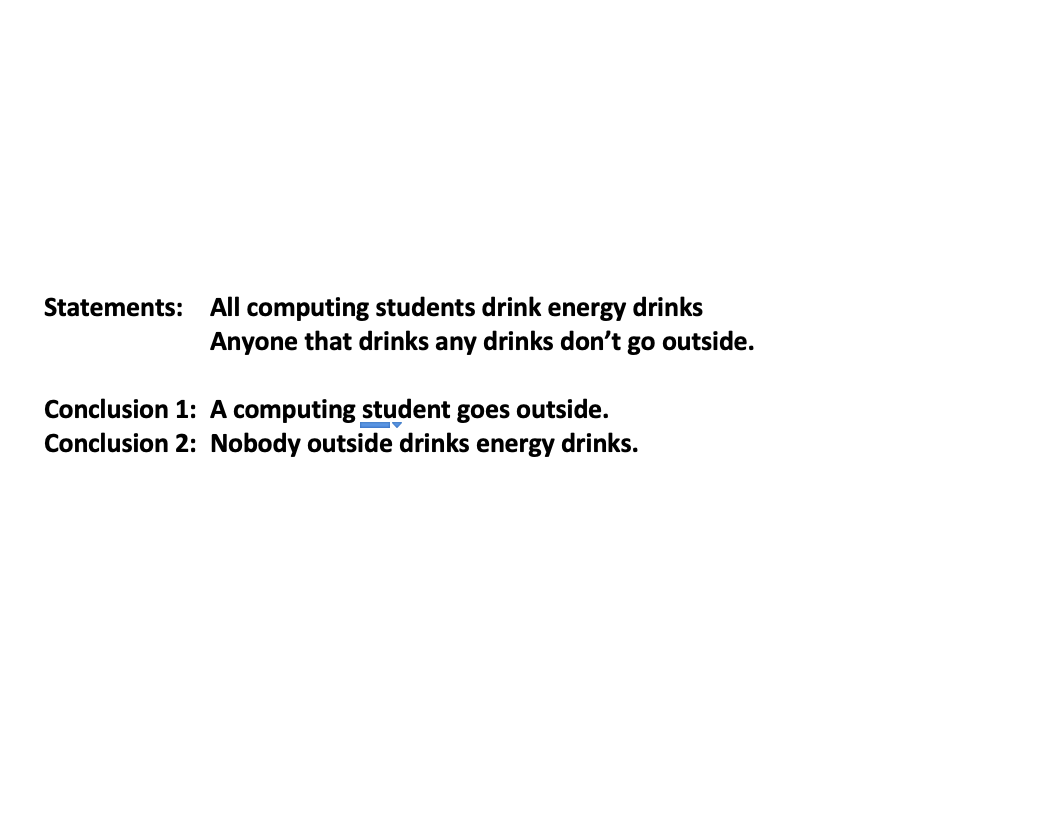 Statements: All computing students drink energy drinks
Anyone that drinks any drinks don’t go outside.
Conclusion 1: A computing student goes outside.
Conclusion 2: Nobody outside drinks energy drinks.